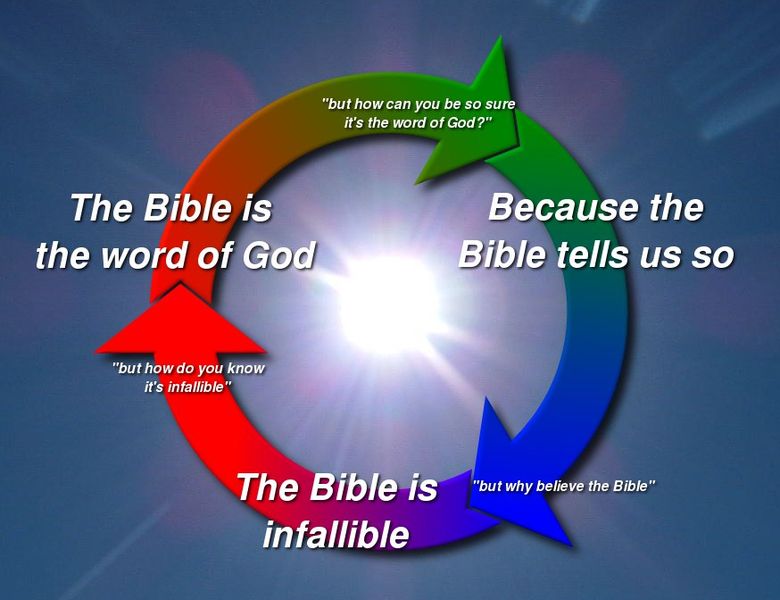 "but how can you be so sure
it's the word of God?"
The Bible is
the word of God
Because the
Bible tells us so
"but how do you know
it's infallible"
The Bible is
infallible
"but why believe the Bible"